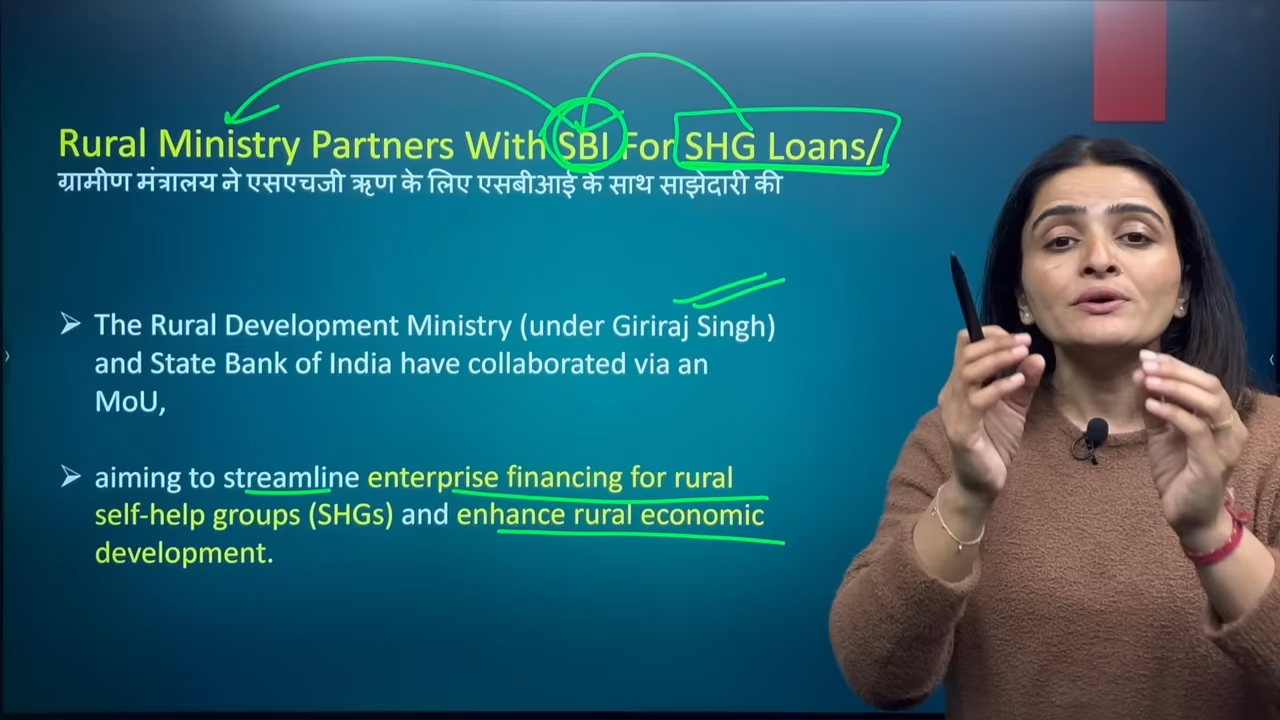 Rural Ministry Partners With SBI For SHG Loans/
ग्रामीण मंत्रालय ने एसएचजी ऋण के लिए एसबीआई के साथ साझेदारी की
The Rural Development Ministry (under Giriraj Singh)
and State Bank of India have collaborated via an
MoU,
aiming to streamline enterprise financing for rural
self-help groups (SHGs) and enhance rural economic
development.